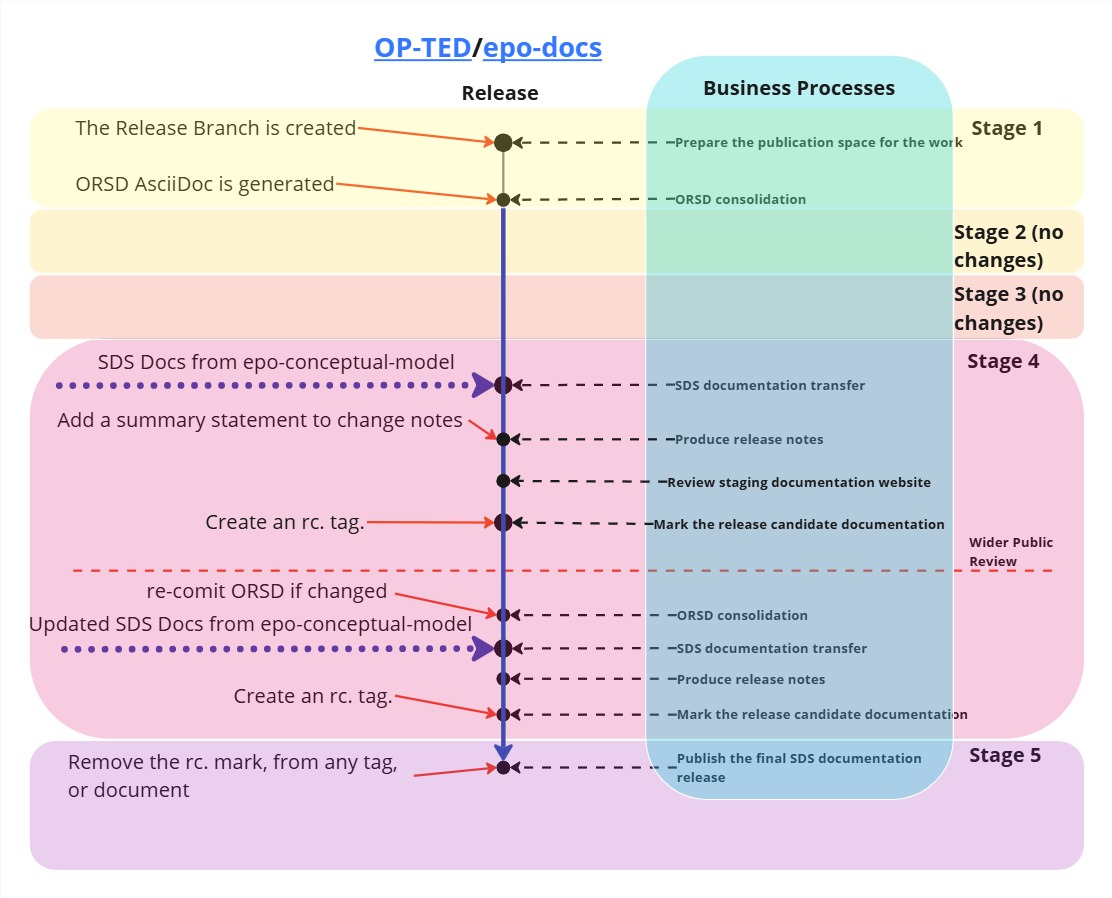 OP-TED/epo-docs
Release
Business Processes
The Release Branch is created
Prepare the publication space for the work
Stage 1
ORSD AsciiDoc is generated
ORSD consolidation
Stage 2 (no
changes)
Stage 3 (no
changes)
SDS Docs from epo-conceptual-model
Stage 4
SDS documentation transfer
Add a summary statement to change notes
Produce release notes
Review staging documentation website
Create an rc. tag.
Mark the release candidate documentation
Wider Public
Review
re-comit ORSD if changed
ORSD consolidation
Updated SDS Docs from epo-conceptual-model
SDS documentation transfer
Produce release notes
Create an rc. tag.
Mark the release candidate documentation
Remove the rc. mark, from any tag,
or document
Publish the final SDS documentation
release
Stage 5